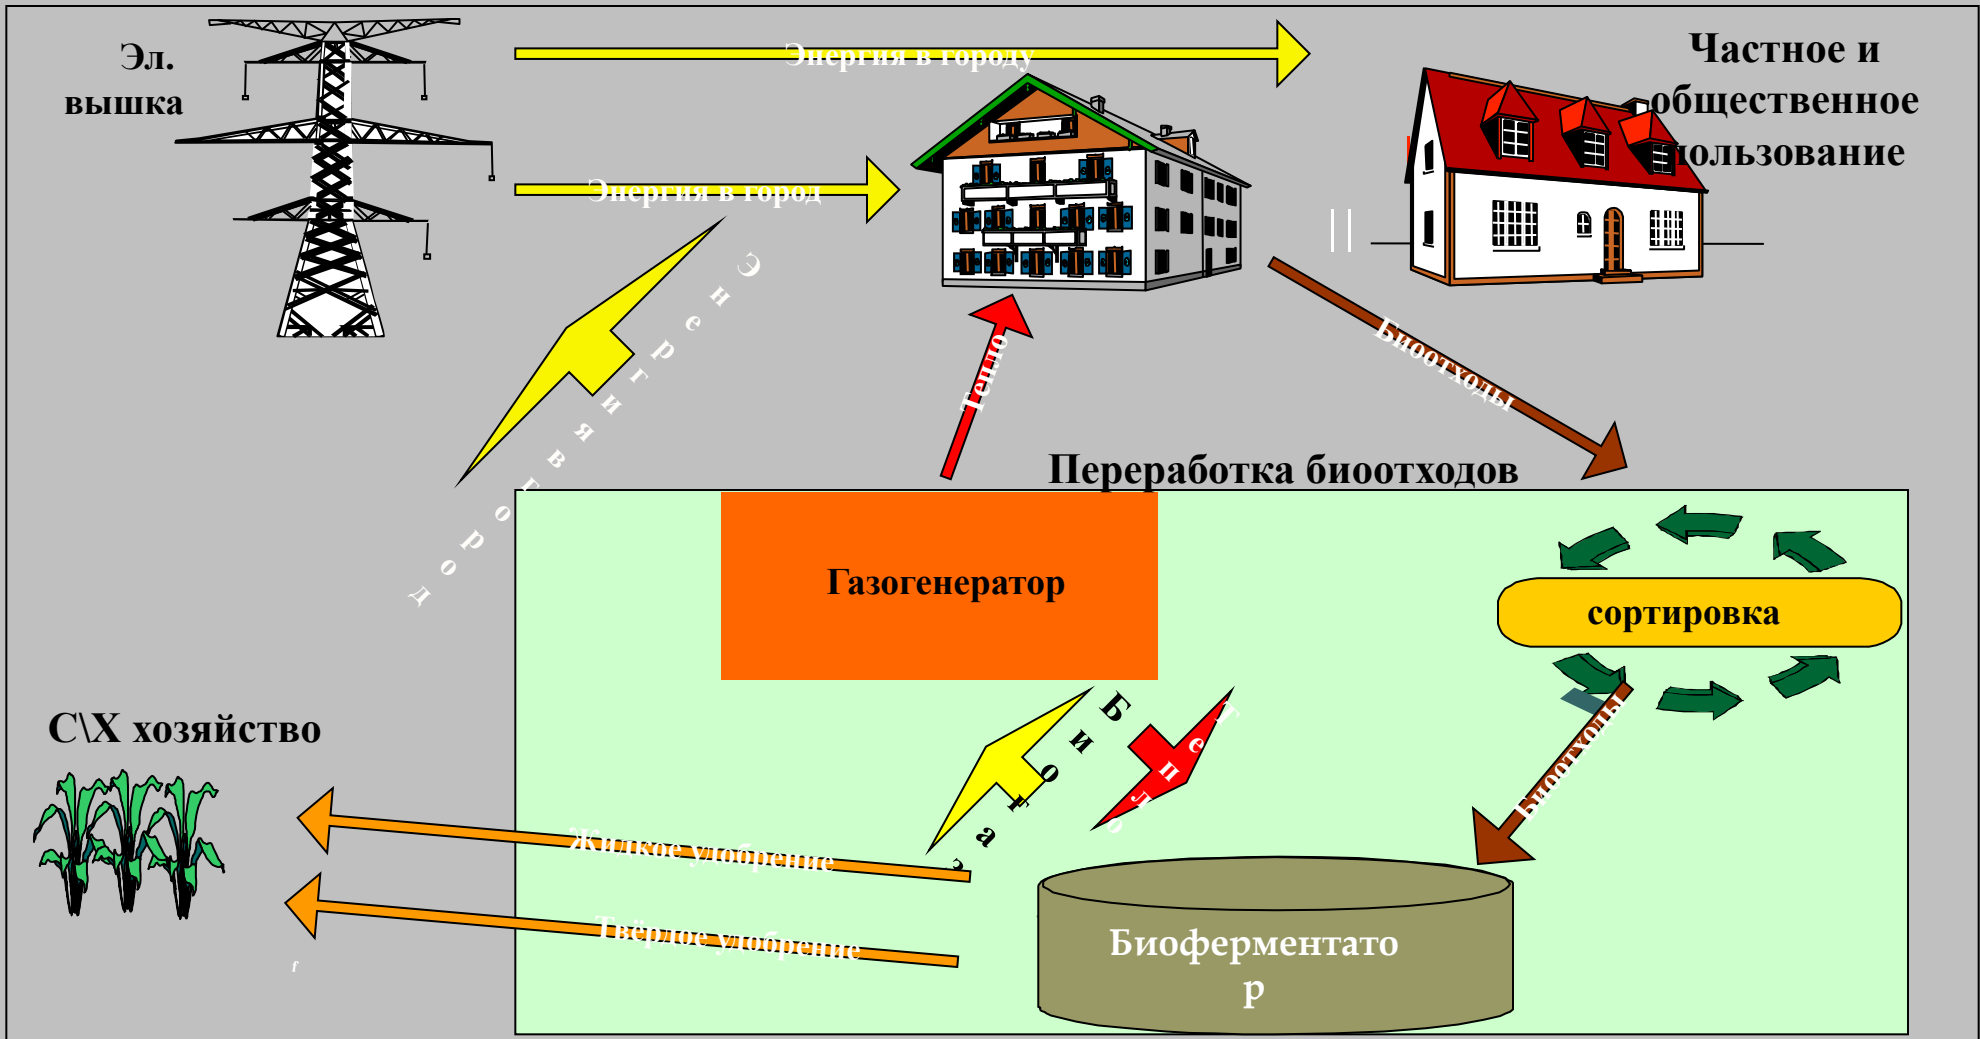 Эл.
вышка
Энергия в городу
Частное и
общественное
пользование
Энергия в город
Энергия в город
Тепло
Биоотходы
Переработка биоотходов
Газогенератор
сортировка
Биогаз
Тепло
Биоотходы
С\Х хозяйство
Жидкое удобрение
Твёрдое удобрение
Биоферментато
р
г